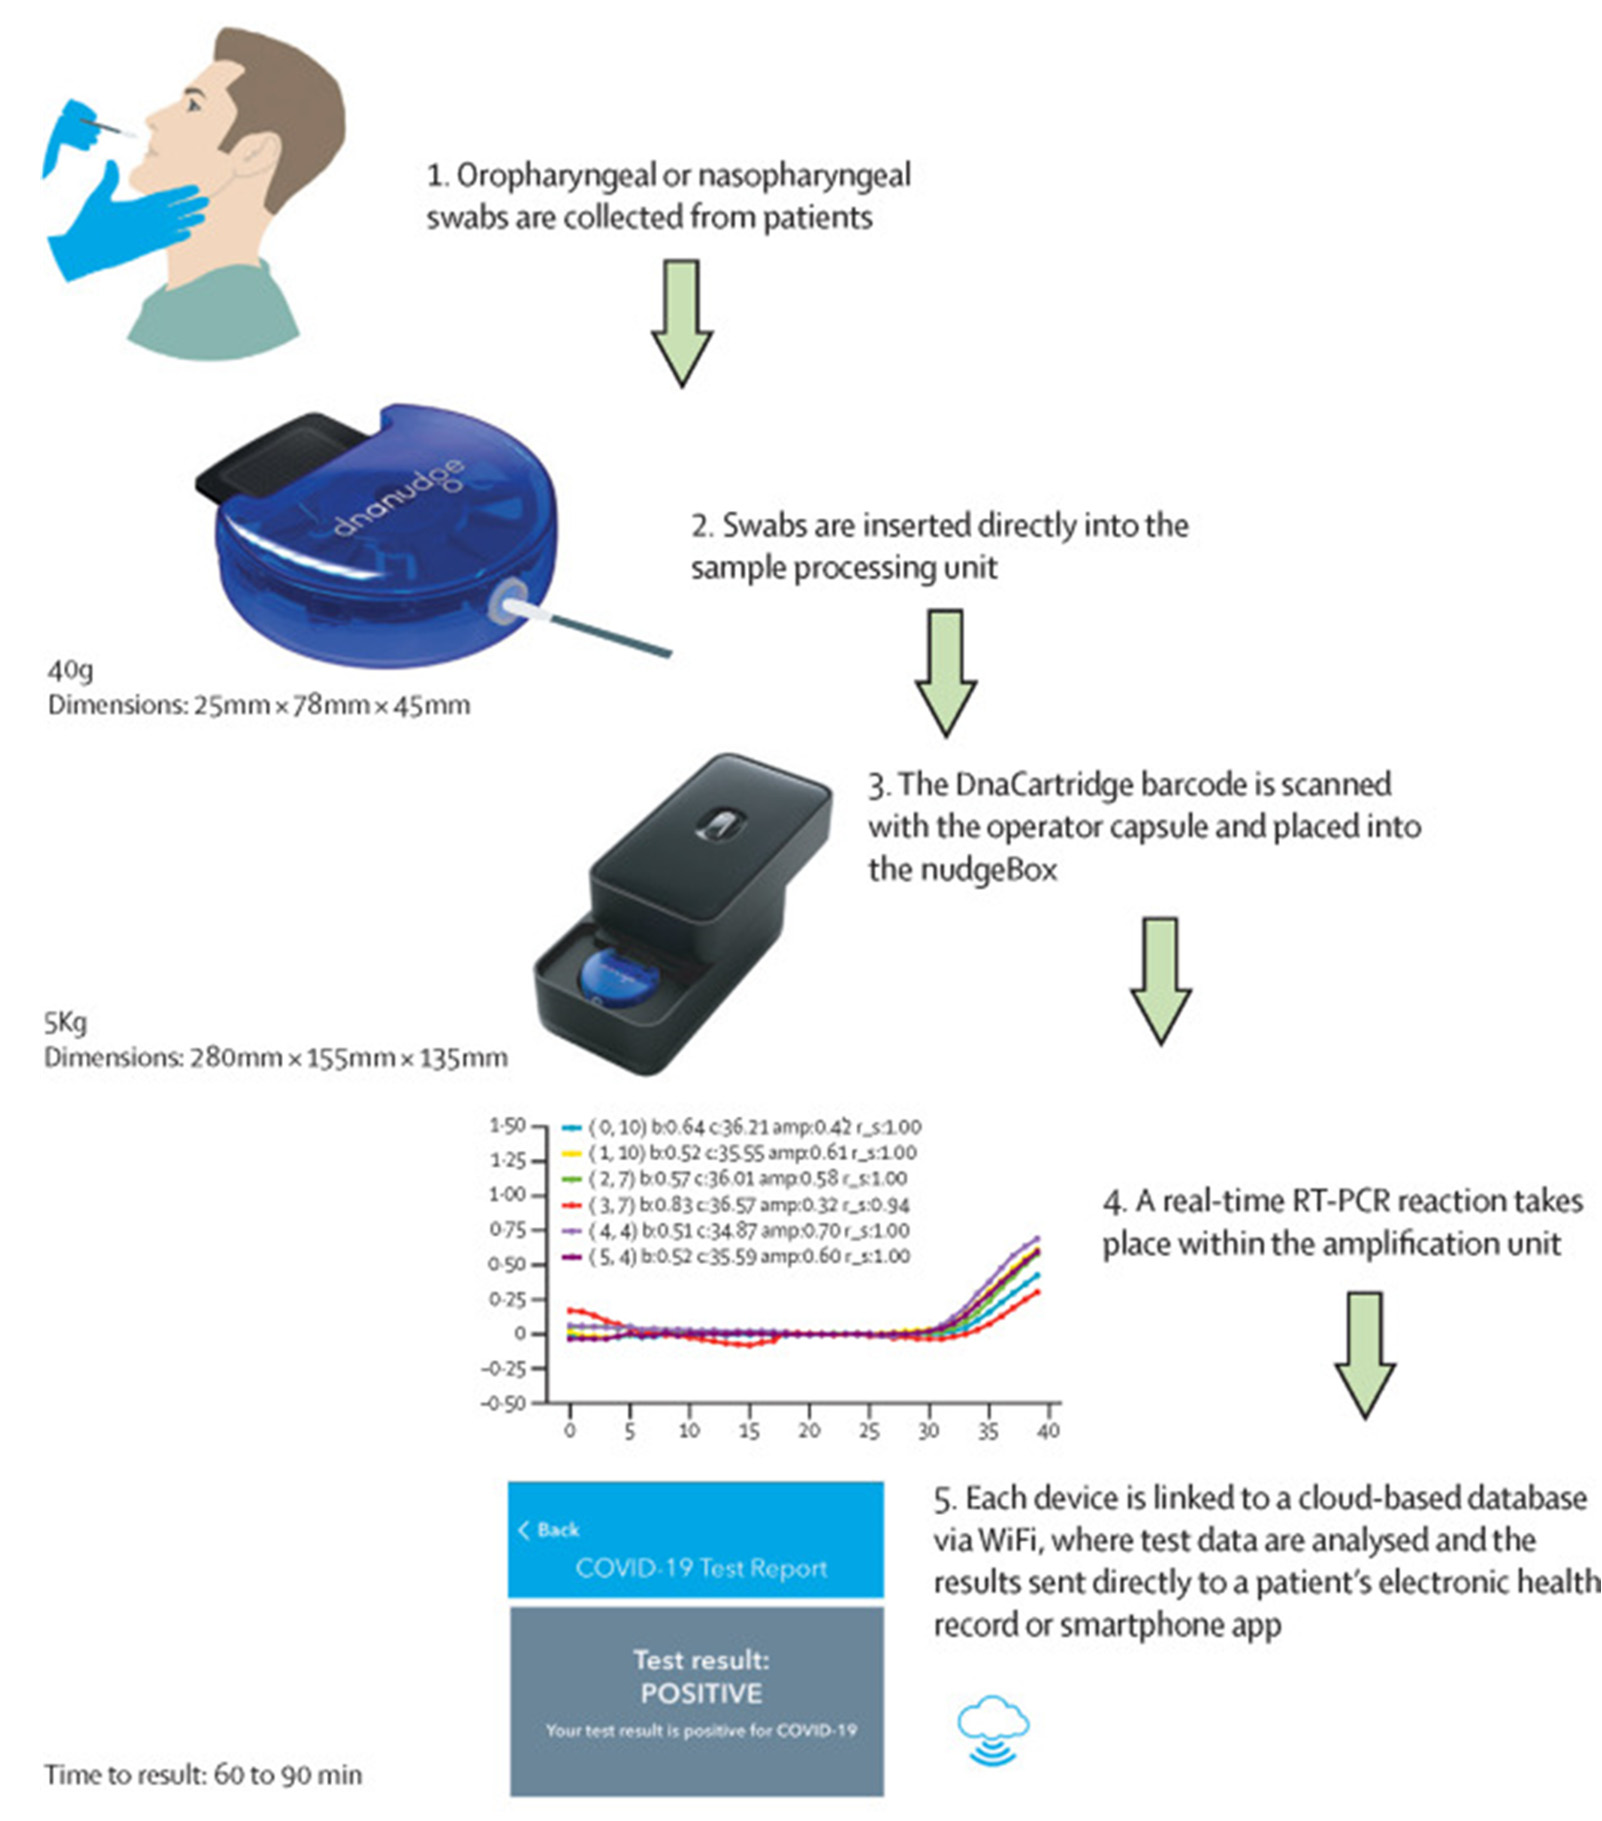 1. Oropharyngeal or nasopharyngeal
swabs are collected from patients
dnanudge
2. Swabs are inserted directly into the
sample processing unit
40g
Dimensions: 25mm × 78mm × 45mm
3. The DnaCartridge barcode is scanned
with the operator capsule and placed into
the nudgeBox
5Kg
Dimensions: 280mm × 155mm × 135mm
1·50
1·25
1·00
0·75
0·50
0·25
0
–0·25
–0·50
( 0, 10) b:0.64 c:36.21 amp:0.42 r_s:1.00
( 1, 10) b:0.52 c:35.55 amp:0.61 r_s:1.00
( 2, 7) b:0.57 c:36.01 amp:0.58 r_s:1.00
( 3, 7) b:0.83 c:36.57 amp:0.32 r_s:0.94
( 4, 4) b:0.51 c:34.87 amp:0.70 r_s:1.00
( 5, 4) b:0.52 c:35.59 amp:0.60 r_s:1.00
0 5 10 15 20 25 30 35 40
4. A real-time RT-PCR reaction takes
place within the amplification unit
< Back
COVID-19 Test Report
Test result:
POSITIVE
Your test result is positive for COVID-19
5. Each device is linked to a cloud-based database
via WiFi, where test data are analysed and the
results sent directly to a patient's electronic health
record or smartphone app
Time to result: 60 to 90 min